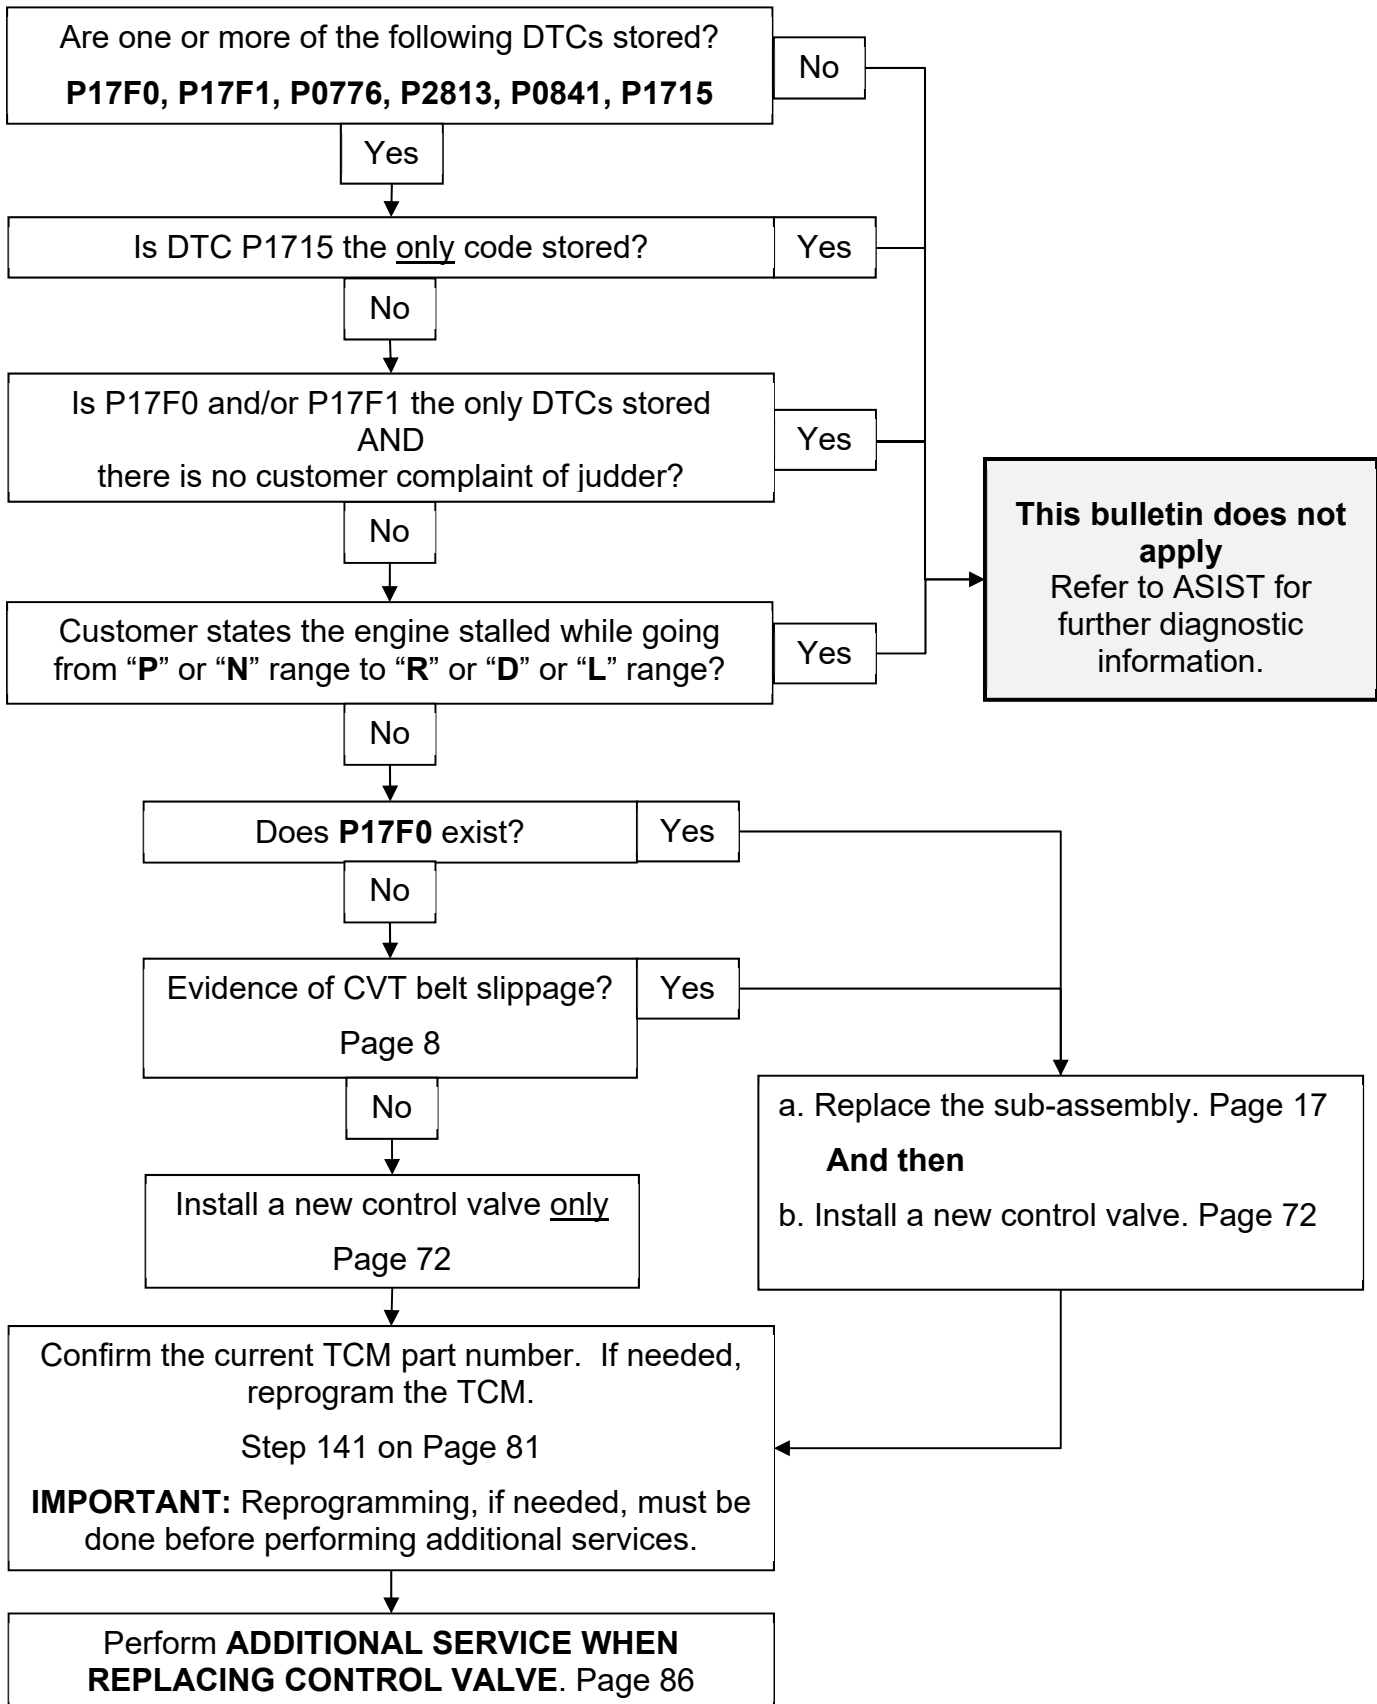 Are one or more of the following DTCs stored?
P17F0, P17F1, P0776, P2813, P0841, P1715
No
Yes
Is DTC P1715 the only code stored?
Yes
No
Is P17F0 and/or P17F1 the only DTCs stored
AND
there is no customer complaint of judder?
Yes
No
This bulletin does not
apply
Refer to ASIST for
further diagnostic
information.
Customer states the engine stalled while going
from “P” or “N” range to “R” or “D” or “L” range?
Yes
No
Does P17F0 exist?
Yes
No
Evidence of CVT belt slippage?
Page 8
Yes
No
a. Replace the sub-assembly. Page 17
And then
b. Install a new control valve. Page 72
Install a new control valve only
Page 72
Confirm the current TCM part number.  If needed,
reprogram the TCM.
Step 141 on Page 81
IMPORTANT: Reprogramming, if needed, must be
done before performing additional services.
Perform ADDITIONAL SERVICE WHEN
REPLACING CONTROL VALVE. Page 86